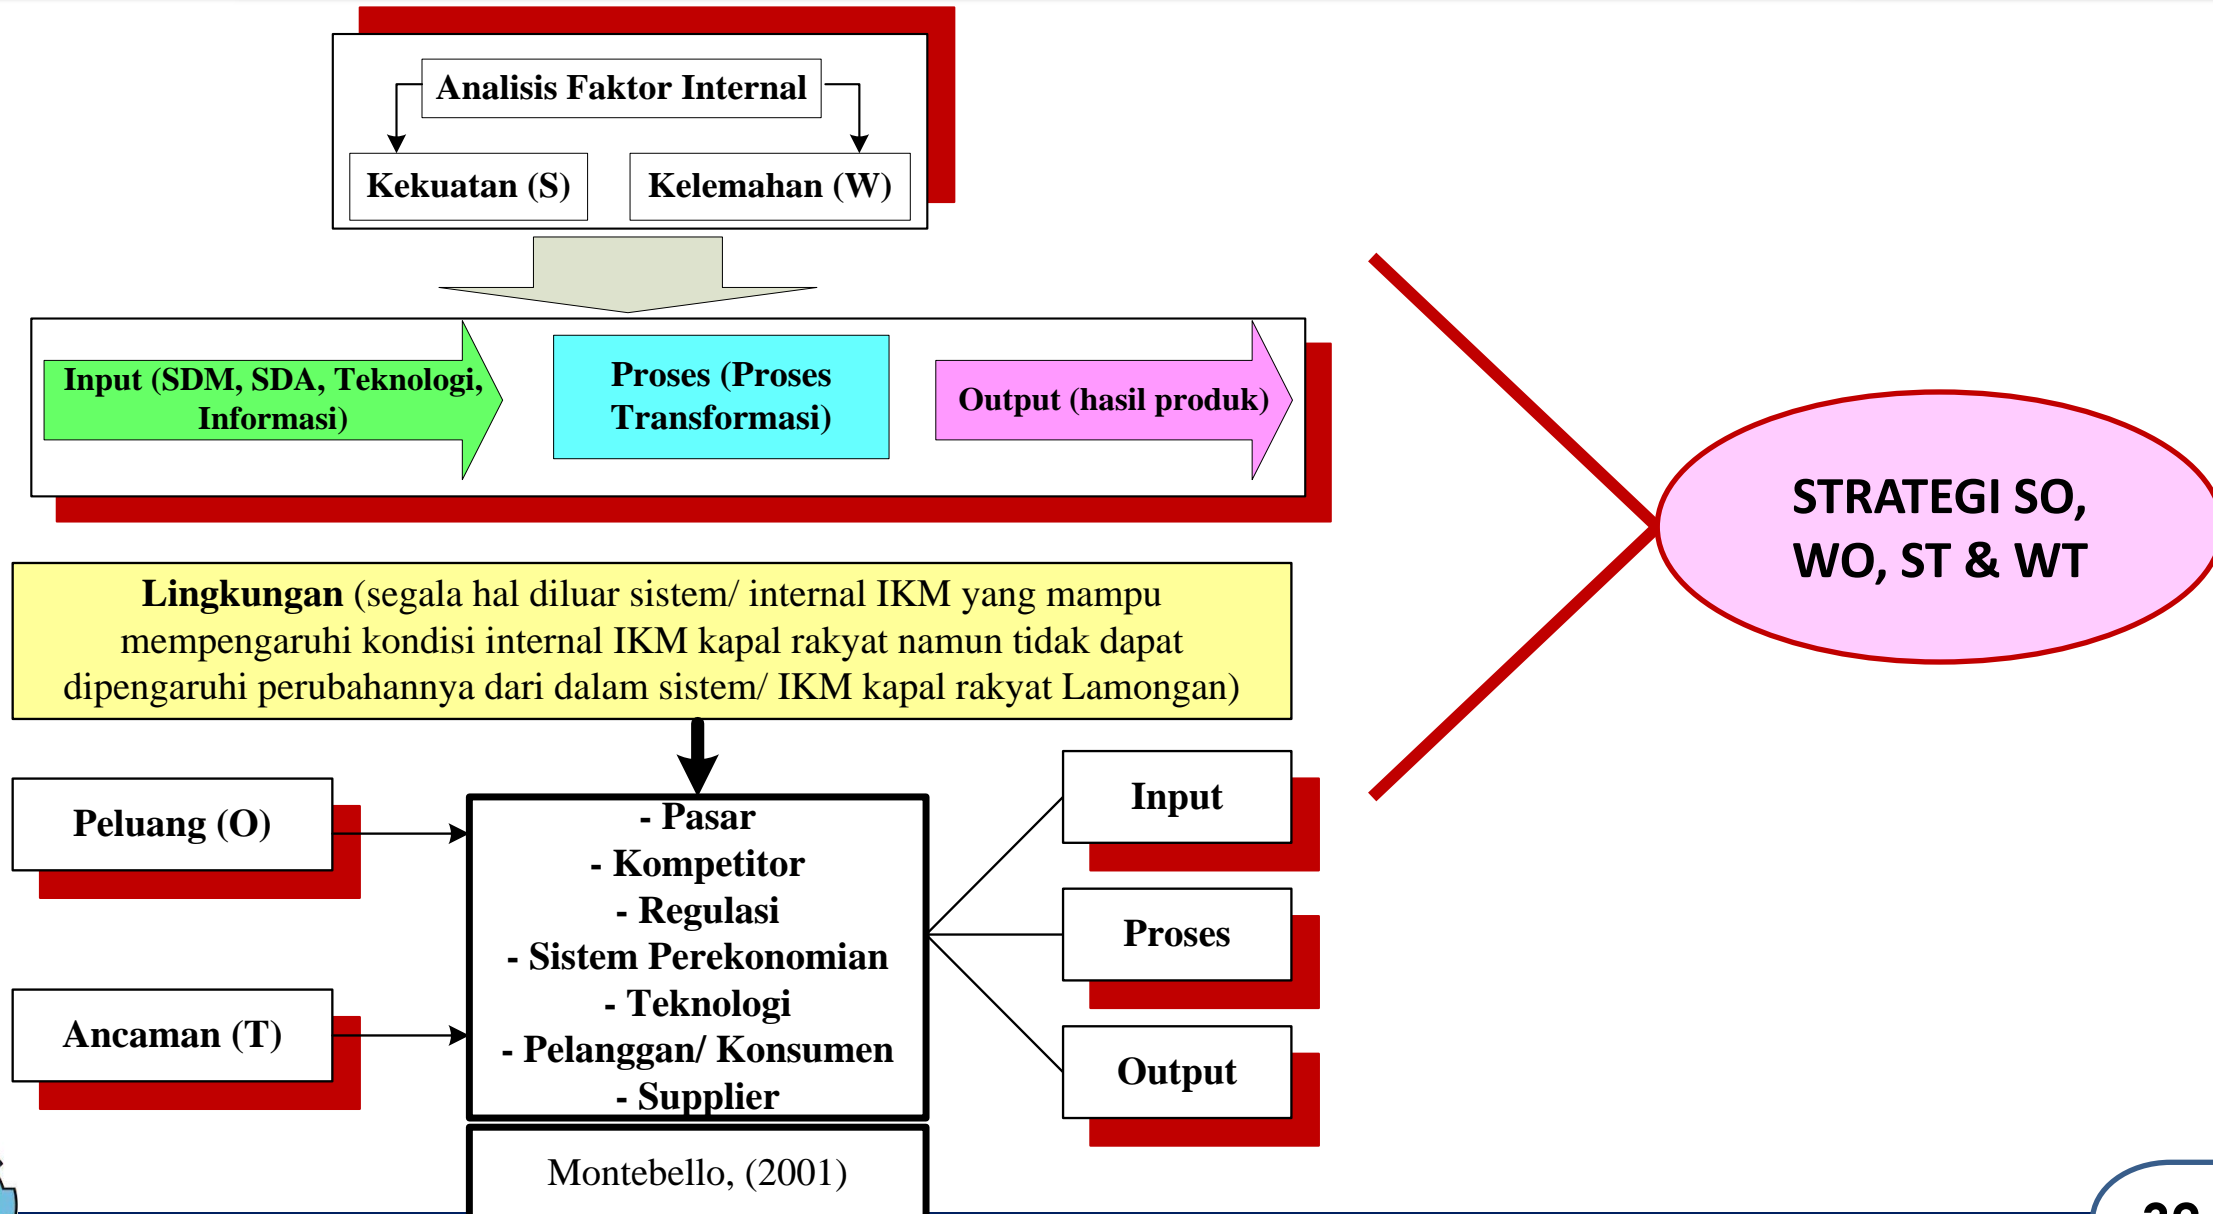 Analisis Faktor Internal
Kekuatan (S)
Kelemahan (W)
Input (SDM, SDA, Teknologi,
Informasi)
Proses (Proses
Transformasi)
Output (hasil produk)
STRATEGI SO,
WO, ST & WT
Lingkungan (segala hal diluar sistem/ internal IKM yang mampu
mempengaruhi kondisi internal IKM kapal rakyat namun tidak dapat
dipengaruhi perubahannya dari dalam sistem/ IKM kapal rakyat Lamongan)
Peluang (O)
Ancaman (T)
- Pasar
- Kompetitor
- Regulasi
- Sistem Perekonomian
- Teknologi
- Pelanggan/ Konsumen
- Supplier
Input
Proses
Output
Montebello, (2001)